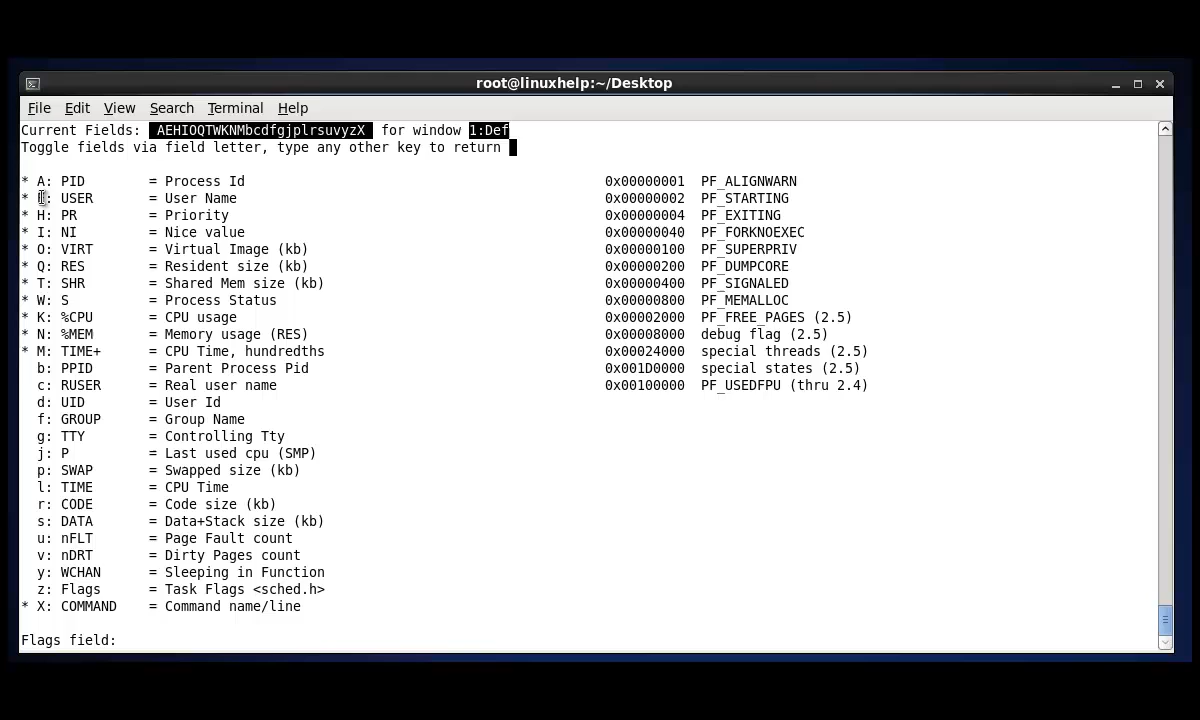 root@linuxhelp:~/Desktop
File Edit View Search Terminal Help
Current Fields: AEHIOQTWKNMbcdfgjplrsuvyzX for window 1:Def
Toggle fields via field letter, type any other key to return
* A: PID = Process Id 0x00000001 PF_ALIGNWARN
* : USER = User Name 0x00000002 PF_STARTING
* H: PR = Priority 0x00000004 PF_EXITING
* I: NI = Nice value 0x00000040 PF_FORKNOEXEC
* O: VIRT = Virtual Image (kb) 0x00000100 PF_SUPERPRIV
* Q: RES = Resident size (kb) 0x00000200 PF_DUMPCORE
* T: SHR = Shared Mem size (kb) 0x00000400 PF_SIGNALED
* W: S = Process Status 0x00000800 PF_MEMALLOC
* K: %CPU = CPU usage 0x00002000 PF_FREE_PAGES (2.5)
* N: %MEM = Memory usage (RES) 0x00008000 debug flag (2.5)
* M: TIME+ = CPU Time, hundredths 0x00024000 special threads (2.5)
b: PPID = Parent Process Pid 0x001D0000 special states (2.5)
c: RUSER = Real user name 0x00100000 PF_USEDFPU (thru 2.4)
d: UID = User Id
f: GROUP = Group Name
g: TTY = Controlling Tty
j: P = Last used cpu (SMP)
p: SWAP = Swapped size (kb)
l: TIME = CPU Time
r: CODE = Code size (kb)
s: DATA = Data+Stack size (kb)
u: nFLT = Page Fault count
v: nDRT = Dirty Pages count
y: WCHAN = Sleeping in Function
z: Flags = Task Flags <sched.h>
* X: COMMAND = Command name/line
Flags field: